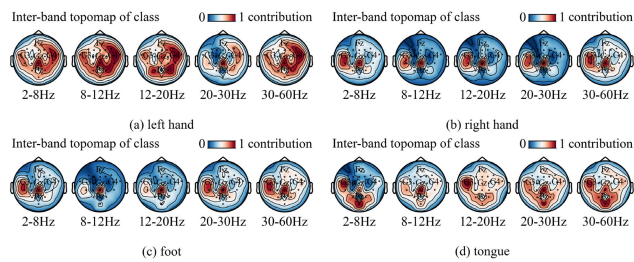 Inter-band topomap of class 0 1 contribution
2-8Hz 8-12Hz 12-20Hz 20-30Hz 30-60Hz
(a) left hand
Inter-band topomap of class 0 1 contribution
2-8Hz 8-12Hz 12-20Hz 20-30Hz 30-60Hz
(b) right hand
Inter-band topomap of class 0 1 contribution
2-8Hz 8-12Hz 12-20Hz 20-30Hz 30-60Hz
(c) foot
Inter-band topomap of class 0 1 contribution
2-8Hz 8-12Hz 12-20Hz 20-30Hz 30-60Hz
(d) tongue